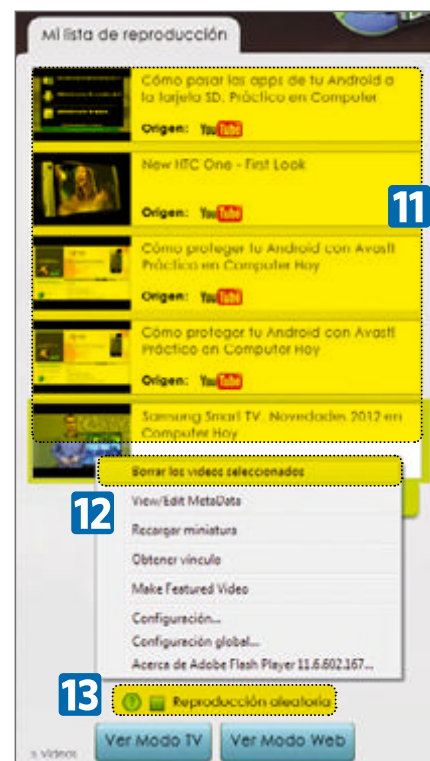 Mi lista de reproducción
Cómo pasar las apps de tu Android a
la tarjeta SD. Práctico en Computer
Origen: YouTube
New HTC One - First Look
11
Origen: YouTube
Cómo proteger tu Android con Avast!
Práctico en Computer Hoy
Origen: YouTube
Cómo proteger tu Android con Avast!
Práctico en Computer Hoy
Origen: YouTube
Samsung Smart TV. Novedades 2012 en
Computer Hoy
Borrar los videos seleccionados
12
View/Edit MetaData
Recargar miniatura
Obtener vínculo
Make Featured Video
Configuración...
Configuración global...
Acerca de Adobe Flash Player 11.6.602.167...
13
? Reproducción aleatoria
videos
Ver Modo TV
Ver Modo Web